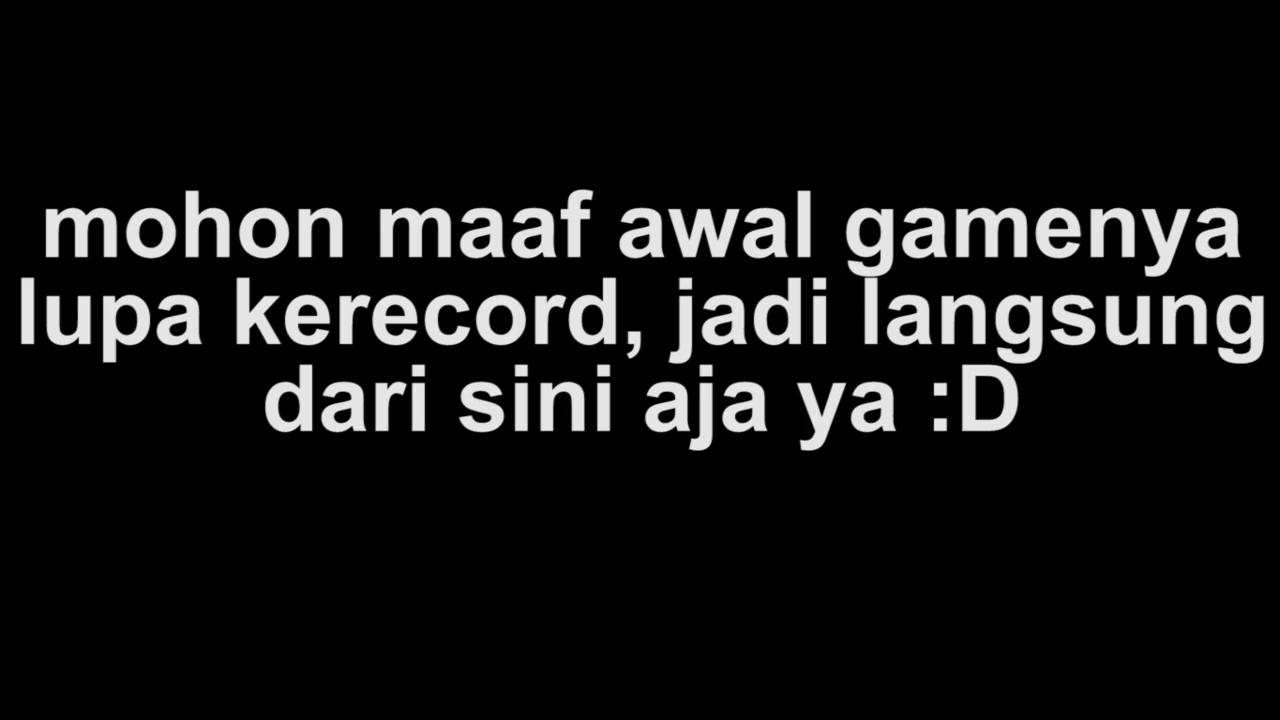 mohon maaf awal gamenya
lupa kerecord, jadi langsung
dari sini aja ya :D